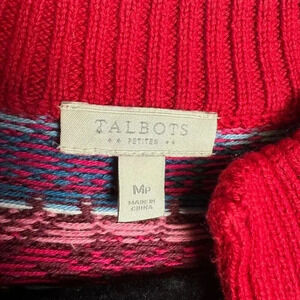 TALBOTS
PETITES
MP
MADE IN
CHINA